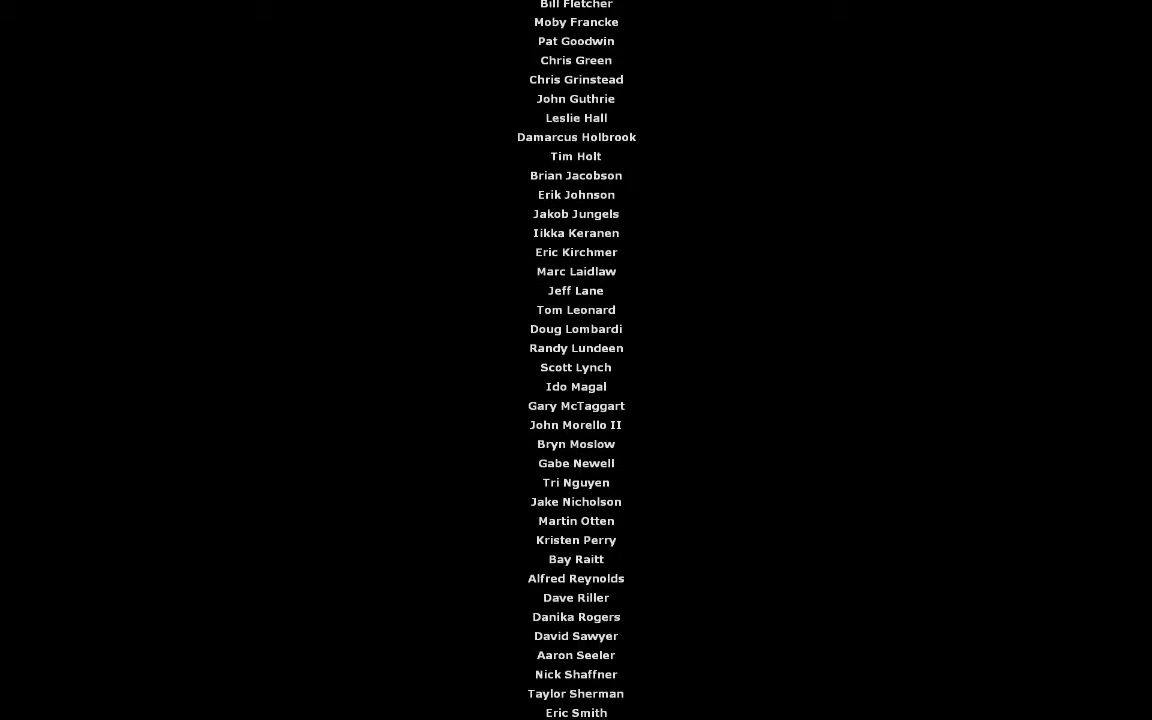 Bill Fletcher
Moby Francke
Pat Goodwin
Chris Green
Chris Grinstead
John Guthrie
Leslie Hall
Damarcus Holbrook
Tim Holt
Brian Jacobson
Erik Johnson
Jakob Jungels
Iikka Keranen
Eric Kirchmer
Marc Laidlaw
Jeff Lane
Tom Leonard
Doug Lombardi
Randy Lundeen
Scott Lynch
Ido Magal
Gary McTaggart
John Morello II
Bryn Moslow
Gabe Newell
Tri Nguyen
Jake Nicholson
Martin Otten
Kristen Perry
Bay Raitt
Alfred Reynolds
Dave Riller
Danika Rogers
David Sawyer
Aaron Seeler
Nick Shaffner
Taylor Sherman
Eric Smith